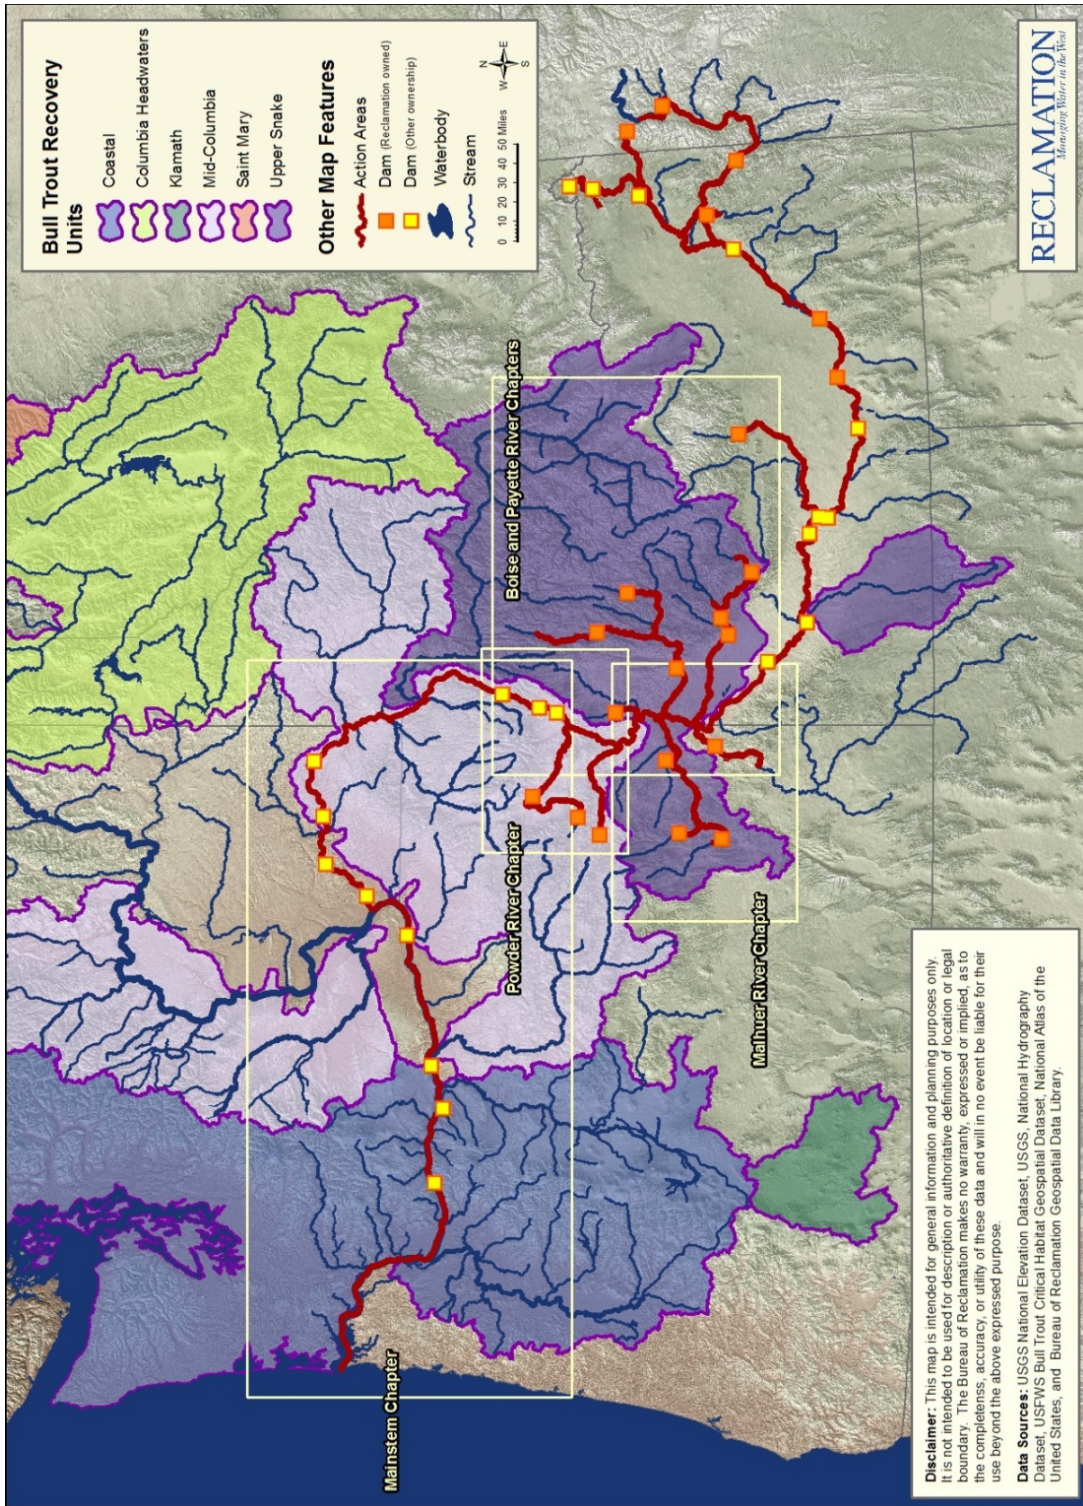 Bull Trout Recovery
Units
Coastal
Columbia Headwaters
Klamath
Mid-Columbia
Saint Mary
Upper Snake
Other Map Features
Action Areas
Dam (Reclamation owned)
Dam (Other ownership)
Waterbody
Stream
N
W E
S
0 10 20 30 40 50 Miles
Boise and Payette River Chapters
Powder River Chapter
Mainstem Chapter
Malhuer River Chapter
Disclaimer: This map is intended for general information and planning purposes only.
It is not intended to be used for description or authoritative definition of location or legal
boundary. The Bureau of Reclamation makes no warranty, expressed or implied, as to
the completenss, accuracy, or utility of these data and will in no event be liable for their
use beyond the above expressed purpose.
Data Sources: USGS National Elevation Dataset, USGS, National Hydrography
Dataset, USFWS Bull Trout Critical Habitat Geospatial Dataset, National Atlas of the
United States, and Bureau of Reclamation Geospatial Data Library.
RECLAMATION
Managing Water in the West